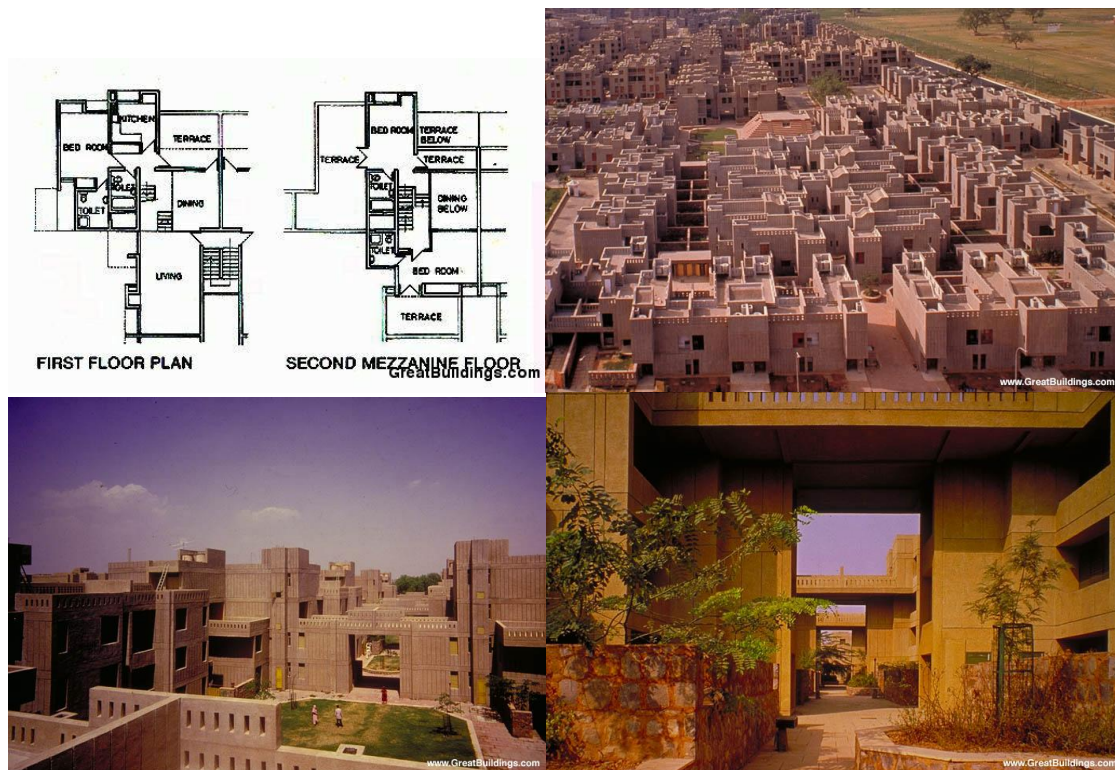 KITCHEN
TERRACE
BED ROOM
TOILET
TOILET
DINING
LIVING
FIRST FLOOR PLAN
BED ROOM
TERRACE
BELOW
TERRACE
TERRACE
TOILET
DINING
BELOW
TOILET
BED ROOM
TERRACE
SECOND MEZZANINE FLOOR
GreatBuildings.com
www.GreatBuildings.com
www.GreatBuildings.com
www.GreatBuildings.com